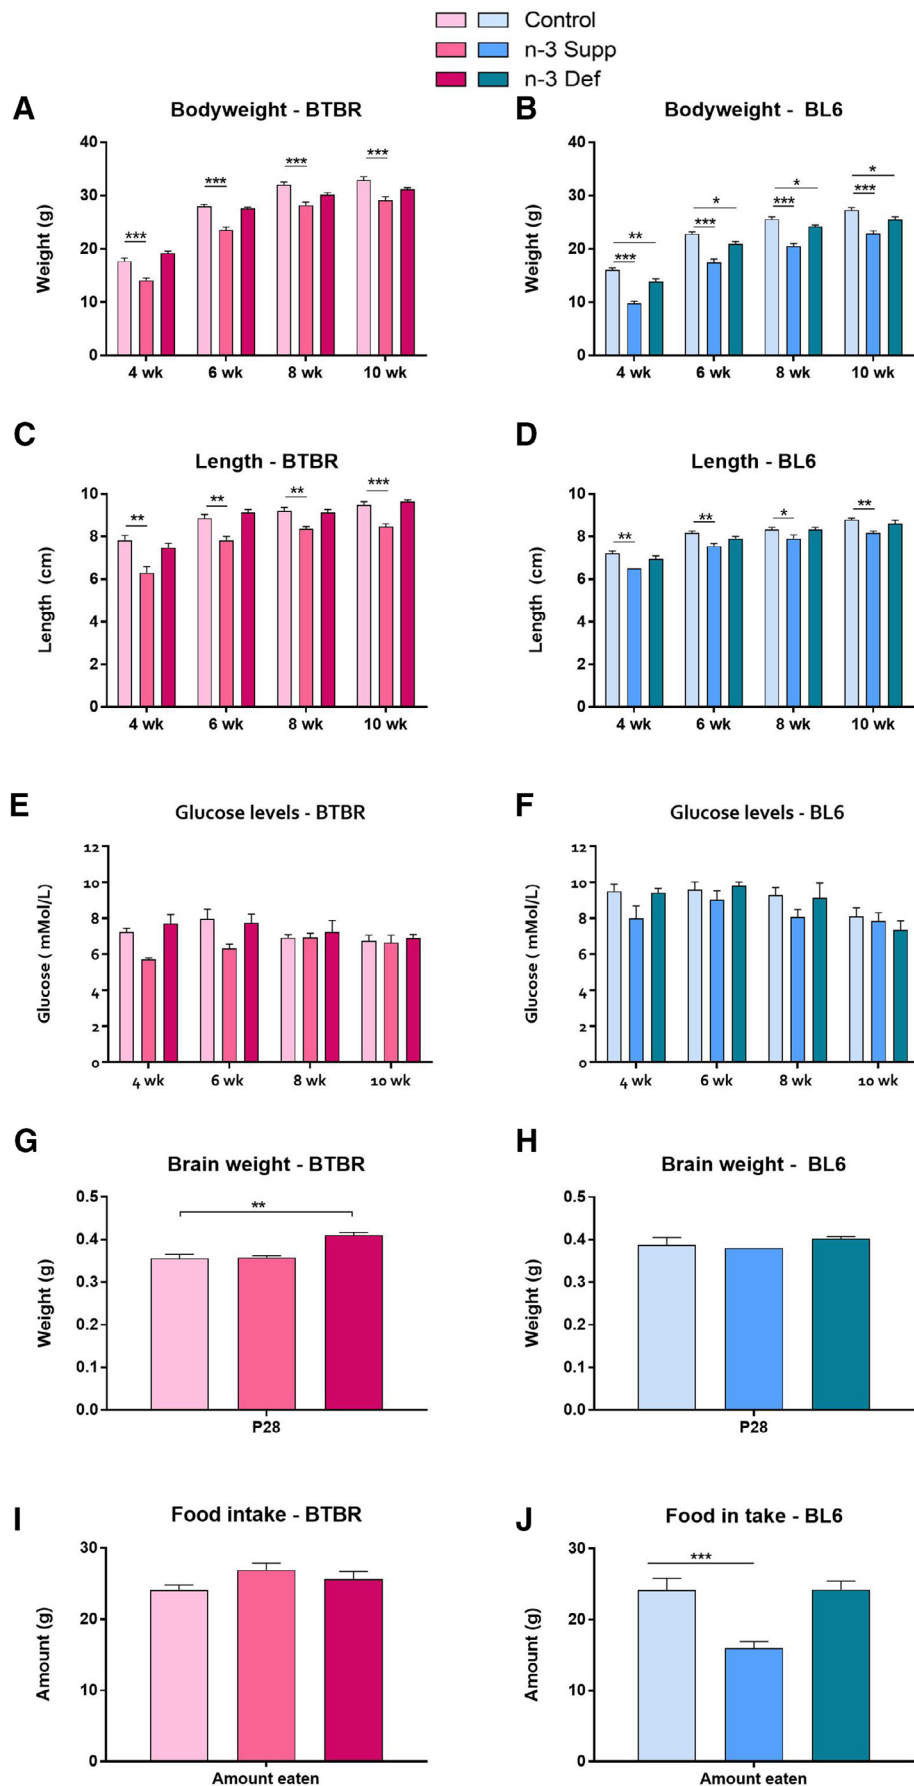 Control
n-3 Supp
n-3 Def
A
Bodyweight - BTBR
Weight (g)
40
30
20
10
0
***
***
***
***
4 wk
6 wk
8 wk
10 wk
B
Bodyweight - BL6
Weight (g)
40
30
20
10
0
**
***
*
***
*
***
*
***
4 wk
6 wk
8 wk
10 wk
C
Length - BTBR
Length (cm)
10
8
6
4
2
0
**
**
**
***
4 wk
6 wk
8 wk
10 wk
D
Length - BL6
Length (cm)
10
8
6
4
2
0
**
**
*
**
4 wk
6 wk
8 wk
10 wk
E
Glucose levels - BTBR
Glucose ( mMol/L)
12
10
8
6
4
2
0
4 wk
6 wk
8 wk
10 wk
F
Glucose levels - BL6
Glucose ( mMol/L)
12
10
8
6
4
2
0
4 wk
6 wk
8 wk
10 wk
G
Brain weight - BTBR
Weight (g)
0.5
0.4
0.3
0.2
0.1
0.0
**
P28
H
Brain weight - BL6
Weight (g)
0.5
0.4
0.3
0.2
0.1
0.0
P28
I
Food intake - BTBR
Amount (g)
30
20
10
0
Amount eaten
J
Food in take - BL6
Amount (g)
30
20
10
0
***
Amount eaten